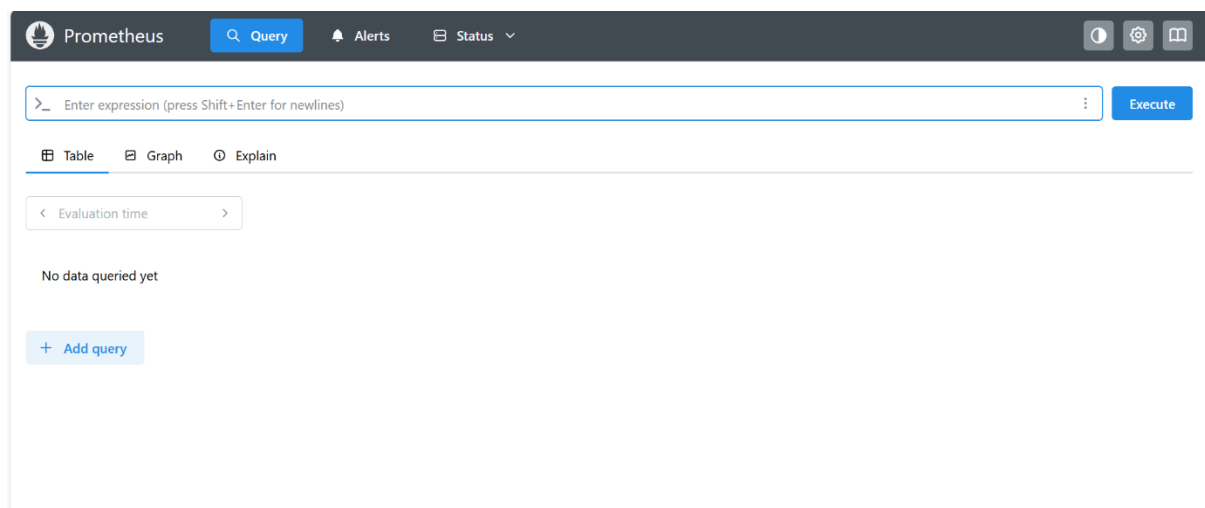 Prometheus Query Alerts Status
>_ Enter expression (press Shift+Enter for newlines) Execute
Table Graph Explain
Evaluation time
No data queried yet
+ Add query